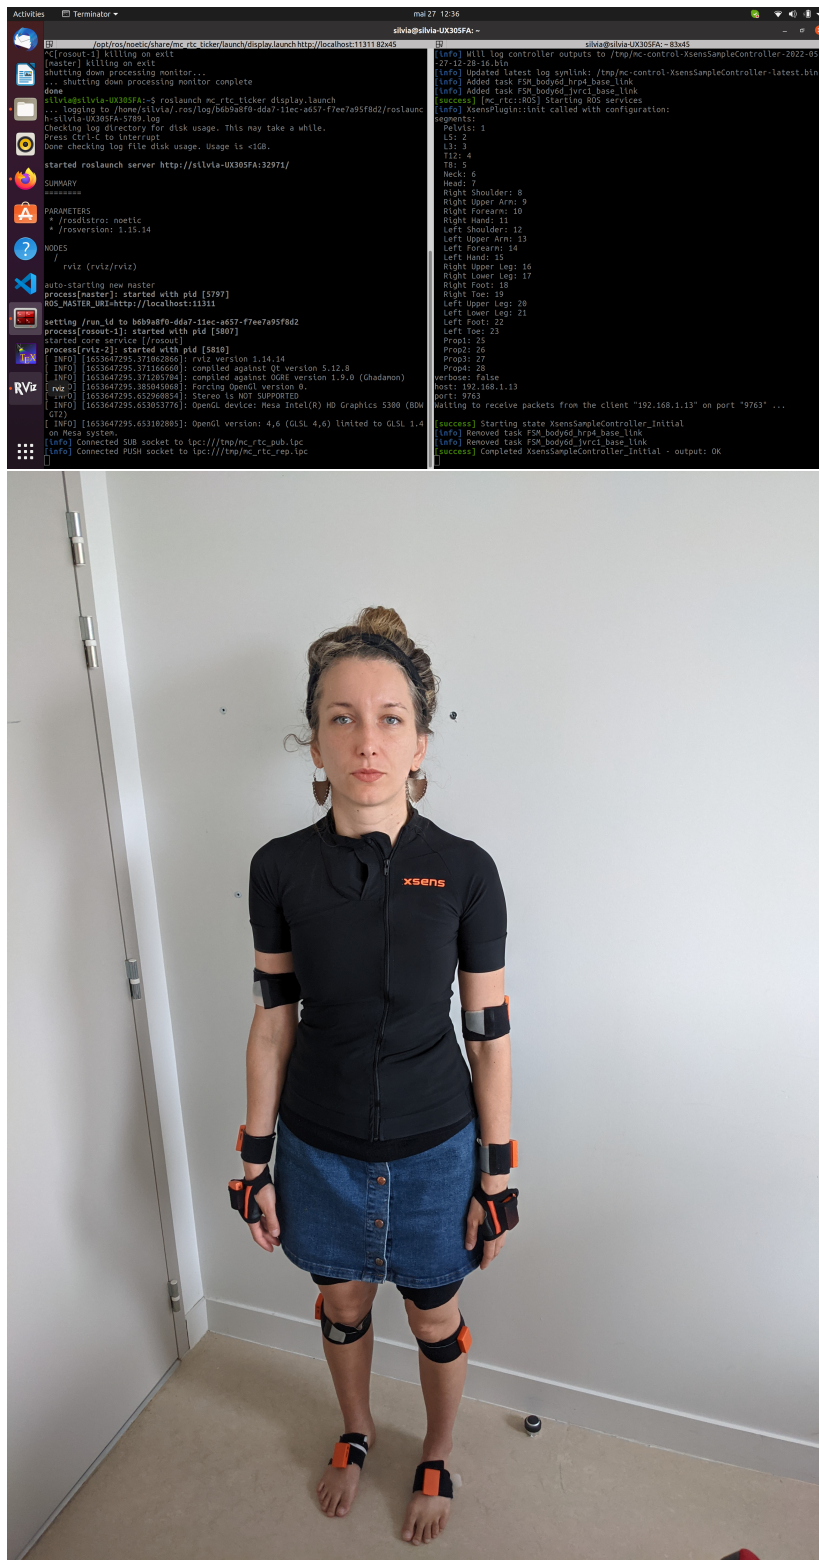 Activities
Terminator
mai 27 12:36
silvia@silvia-UX305FA: ~
/opt/ros/noetic/share/mc_rtc_ticker/launch/display.launch http://localhost:11311 82x45
^C[rosout-1] killing on exit
[master] killing on exit
shutting down processing monitor...
... shutting down processing monitor complete
done
silvia@silvia-UX305FA:~$ roslaunch mc_rtc_ticker display.launch
... logging to /home/silvia/.ros/log/b6b9a8f0-dda7-11ec-a657-f7ee7a95f8d2/roslaunc
h-silvia-UX305FA-5789.log
Checking log directory for disk usage. This may take a while.
Press Ctrl-C to interrupt
Done checking log file disk usage. Usage is <1GB.
started roslaunch server http://silvia-UX305FA:32971/
SUMMARY
========
PARAMETERS
* /rosdistro: noetic
* /rosversion: 1.15.14
NODES
/
rviz (rviz/rviz)
auto-starting new master
process[master]: started with pid [5797]
ROS_MASTER_URI=http://localhost:11311
setting /run_id to b6b9a8f0-dda7-11ec-a657-f7ee7a95f8d2
process[rosout-1]: started with pid [5807]
started core service [/rosout]
process[rviz-2]: started with pid [5810]
[ INFO] [1653647295.371062866]: rviz version 1.14.14
[ INFO] [1653647295.371166660]: compiled against Qt version 5.12.8
[ INFO] [1653647295.371205704]: compiled against OGRE version 1.9.0 (Ghadamon)
[ INFO] [1653647295.385045068]: Forcing OpenGl version 0.
[ INFO] [1653647295.652960854]: Stereo is NOT SUPPORTED
[ INFO] [1653647295.653053776]: OpenGL device: Mesa Intel(R) HD Graphics 5300 (BDW
GT2)
[ INFO] [1653647295.653102885]: OpenGl version: 4,6 (GLSL 4,6) limited to GLSL 1.4
on Mesa system.
[info] Connected SUB socket to ipc:///tmp/mc_rtc_pub.ipc
[info] Connected PUSH socket to ipc:///tmp/mc_rtc_rep.ipc
RViz
rviz
silvia@silvia-UX305FA: ~ 83x45
[info] Will log controller outputs to /tmp/mc-control-XsensSampleController-2022-05
-27-12-28-16.bin
[info] Updated latest log symlink: /tmp/mc-control-XsensSampleController-latest.bin
[info] Added task FSM_body6d_hrp4_base_link
[info] Added task FSM_body6d_jvrc1_base_link
[success] [mc_rtc::ROS] Starting ROS services
[info] XsensPlugin::init called with configuration:
segments:
Pelvis: 1
L5: 2
L3: 3
T12: 4
T8: 5
Neck: 6
Head: 7
Right Shoulder: 8
Right Upper Arm: 9
Right Forearm: 10
Right Hand: 11
Left Shoulder: 12
Left Upper Arm: 13
Left Forearm: 14
Left Hand: 15
Right Upper Leg: 16
Right Lower Leg: 17
Right Foot: 18
Right Toe: 19
Left Upper Leg: 20
Left Lower Leg: 21
Left Foot: 22
Left Toe: 23
Prop1: 25
Prop2: 26
Prop3: 27
Prop4: 28
verbose: false
host: 192.168.1.13
port: 9763
Waiting to receive packets from the client "192.168.1.13" on port "9763" ...
[success] Starting state XsensSampleController_Initial
[info] Removed task FSM_body6d_hrp4_base_link
[info] Removed task FSM_body6d_jvrc1_base_link
[success] Completed XsensSampleController_Initial - output: OK
xsens